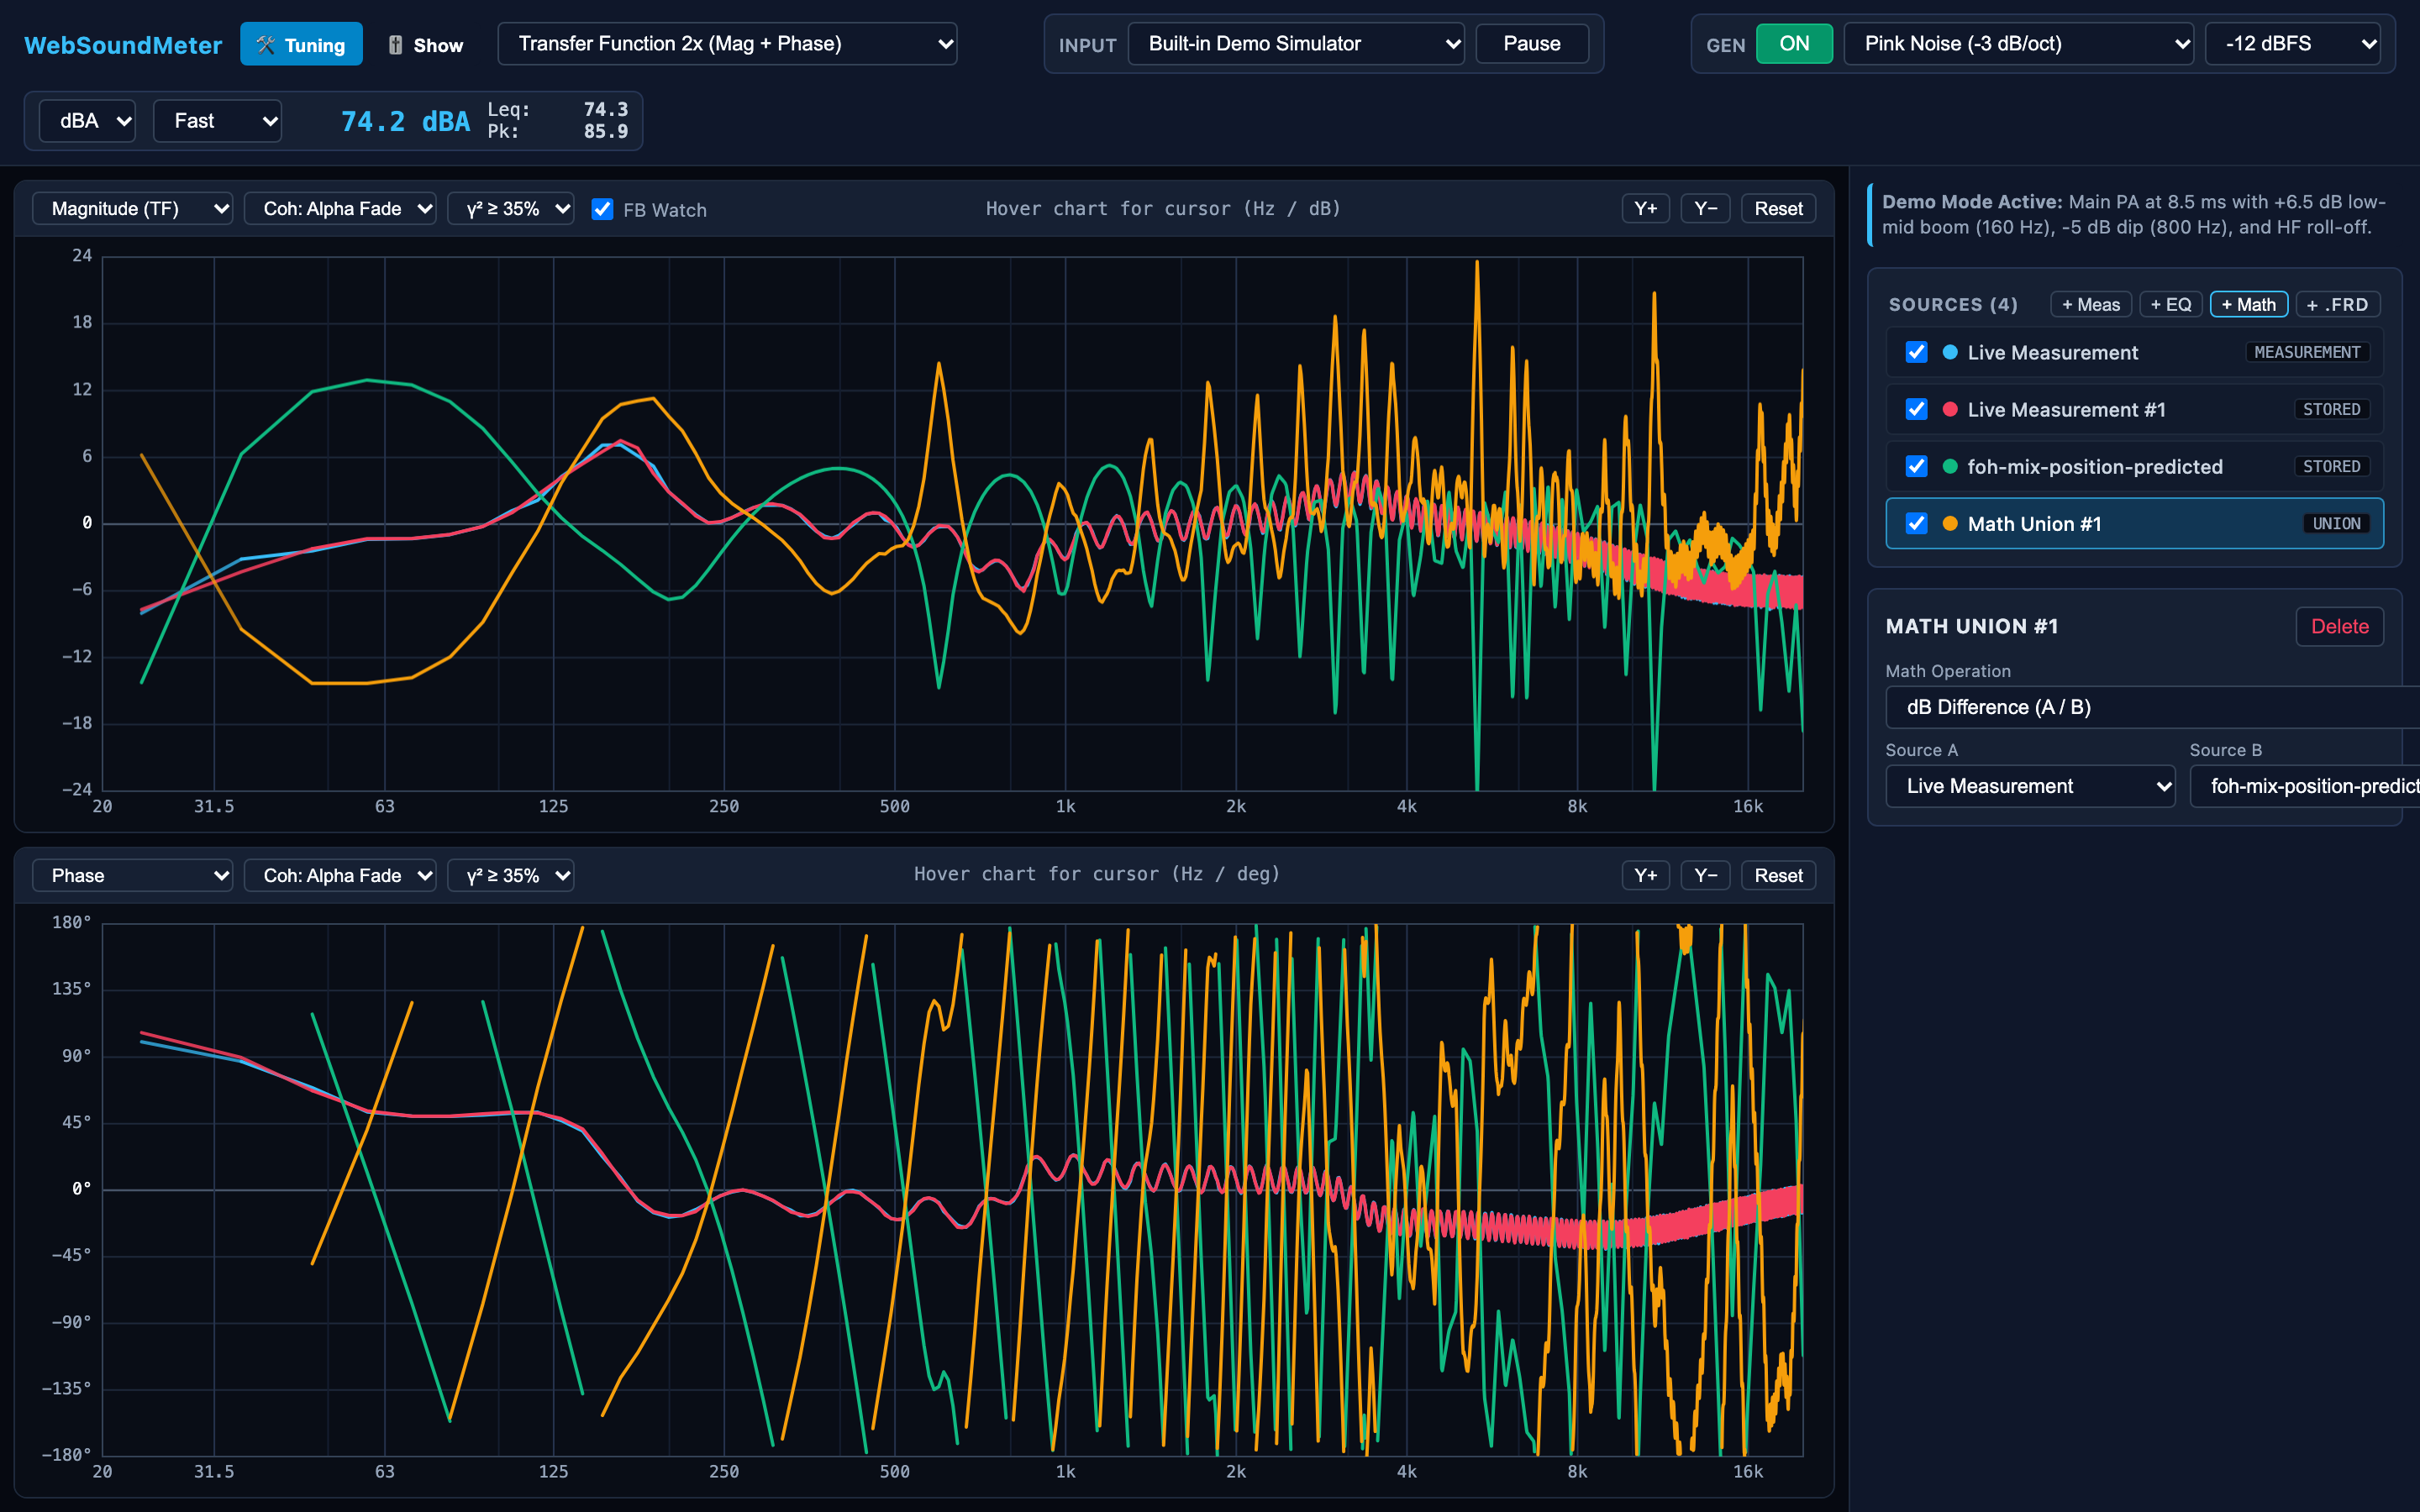 WebSoundMeter
Tuning
Show
Transfer Function 2x (Mag + Phase)
INPUT
Built-in Demo Simulator
Pause
GEN
ON
Pink Noise (-3 dB/oct)
-12 dBFS
dBA
Fast
74.2 dBA
Leq: 74.3
Pk: 85.9
Magnitude (TF)
Coh: Alpha Fade
γ² ≥ 35%
FB Watch
Hover chart for cursor (Hz / dB)
Y+
Y−
Reset
24
18
12
6
0
−6
−12
−18
−24
20 31.5 63 125 250 500 1k 2k 4k 8k 16k
Phase
Coh: Alpha Fade
γ² ≥ 35%
Hover chart for cursor (Hz / deg)
Y+
Y−
Reset
180°
135°
90°
45°
0°
−45°
−90°
−135°
−180°
20 31.5 63 125 250 500 1k 2k 4k 8k 16k
Demo Mode Active: Main PA at 8.5 ms with +6.5 dB low-
mid boom (160 Hz), -5 dB dip (800 Hz), and HF roll-off.
SOURCES (4)
+ Meas
+ EQ
+ Math
+ .FRD
Live Measurement MEASUREMENT
Live Measurement #1 STORED
foh-mix-position-predicted STORED
Math Union #1 UNION
MATH UNION #1
Delete
Math Operation
dB Difference (A / B)
Source A
Source B
Live Measurement
foh-mix-position-predict